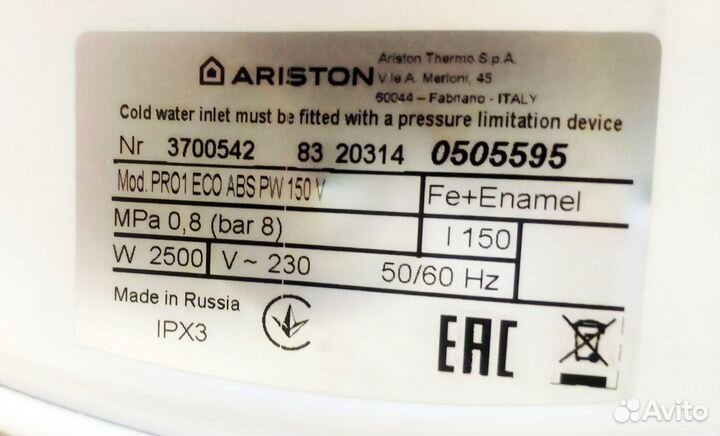 ARISTON
Ariston Thermo S.p.A.
V.le A. Merloni, 45
60044 - Fabriano - ITALY
Cold water inlet must be fitted with a pressure limitation device
Nr 3700542 83 20314 0505595
Mod. PRO1 ECO ABS PW 150 V
Fe+Enamel
MPa 0,8 (bar 8)
l 150
W 2500 V~ 230 50/60 Hz
Made in Russia
IPX3
EAC
Avito